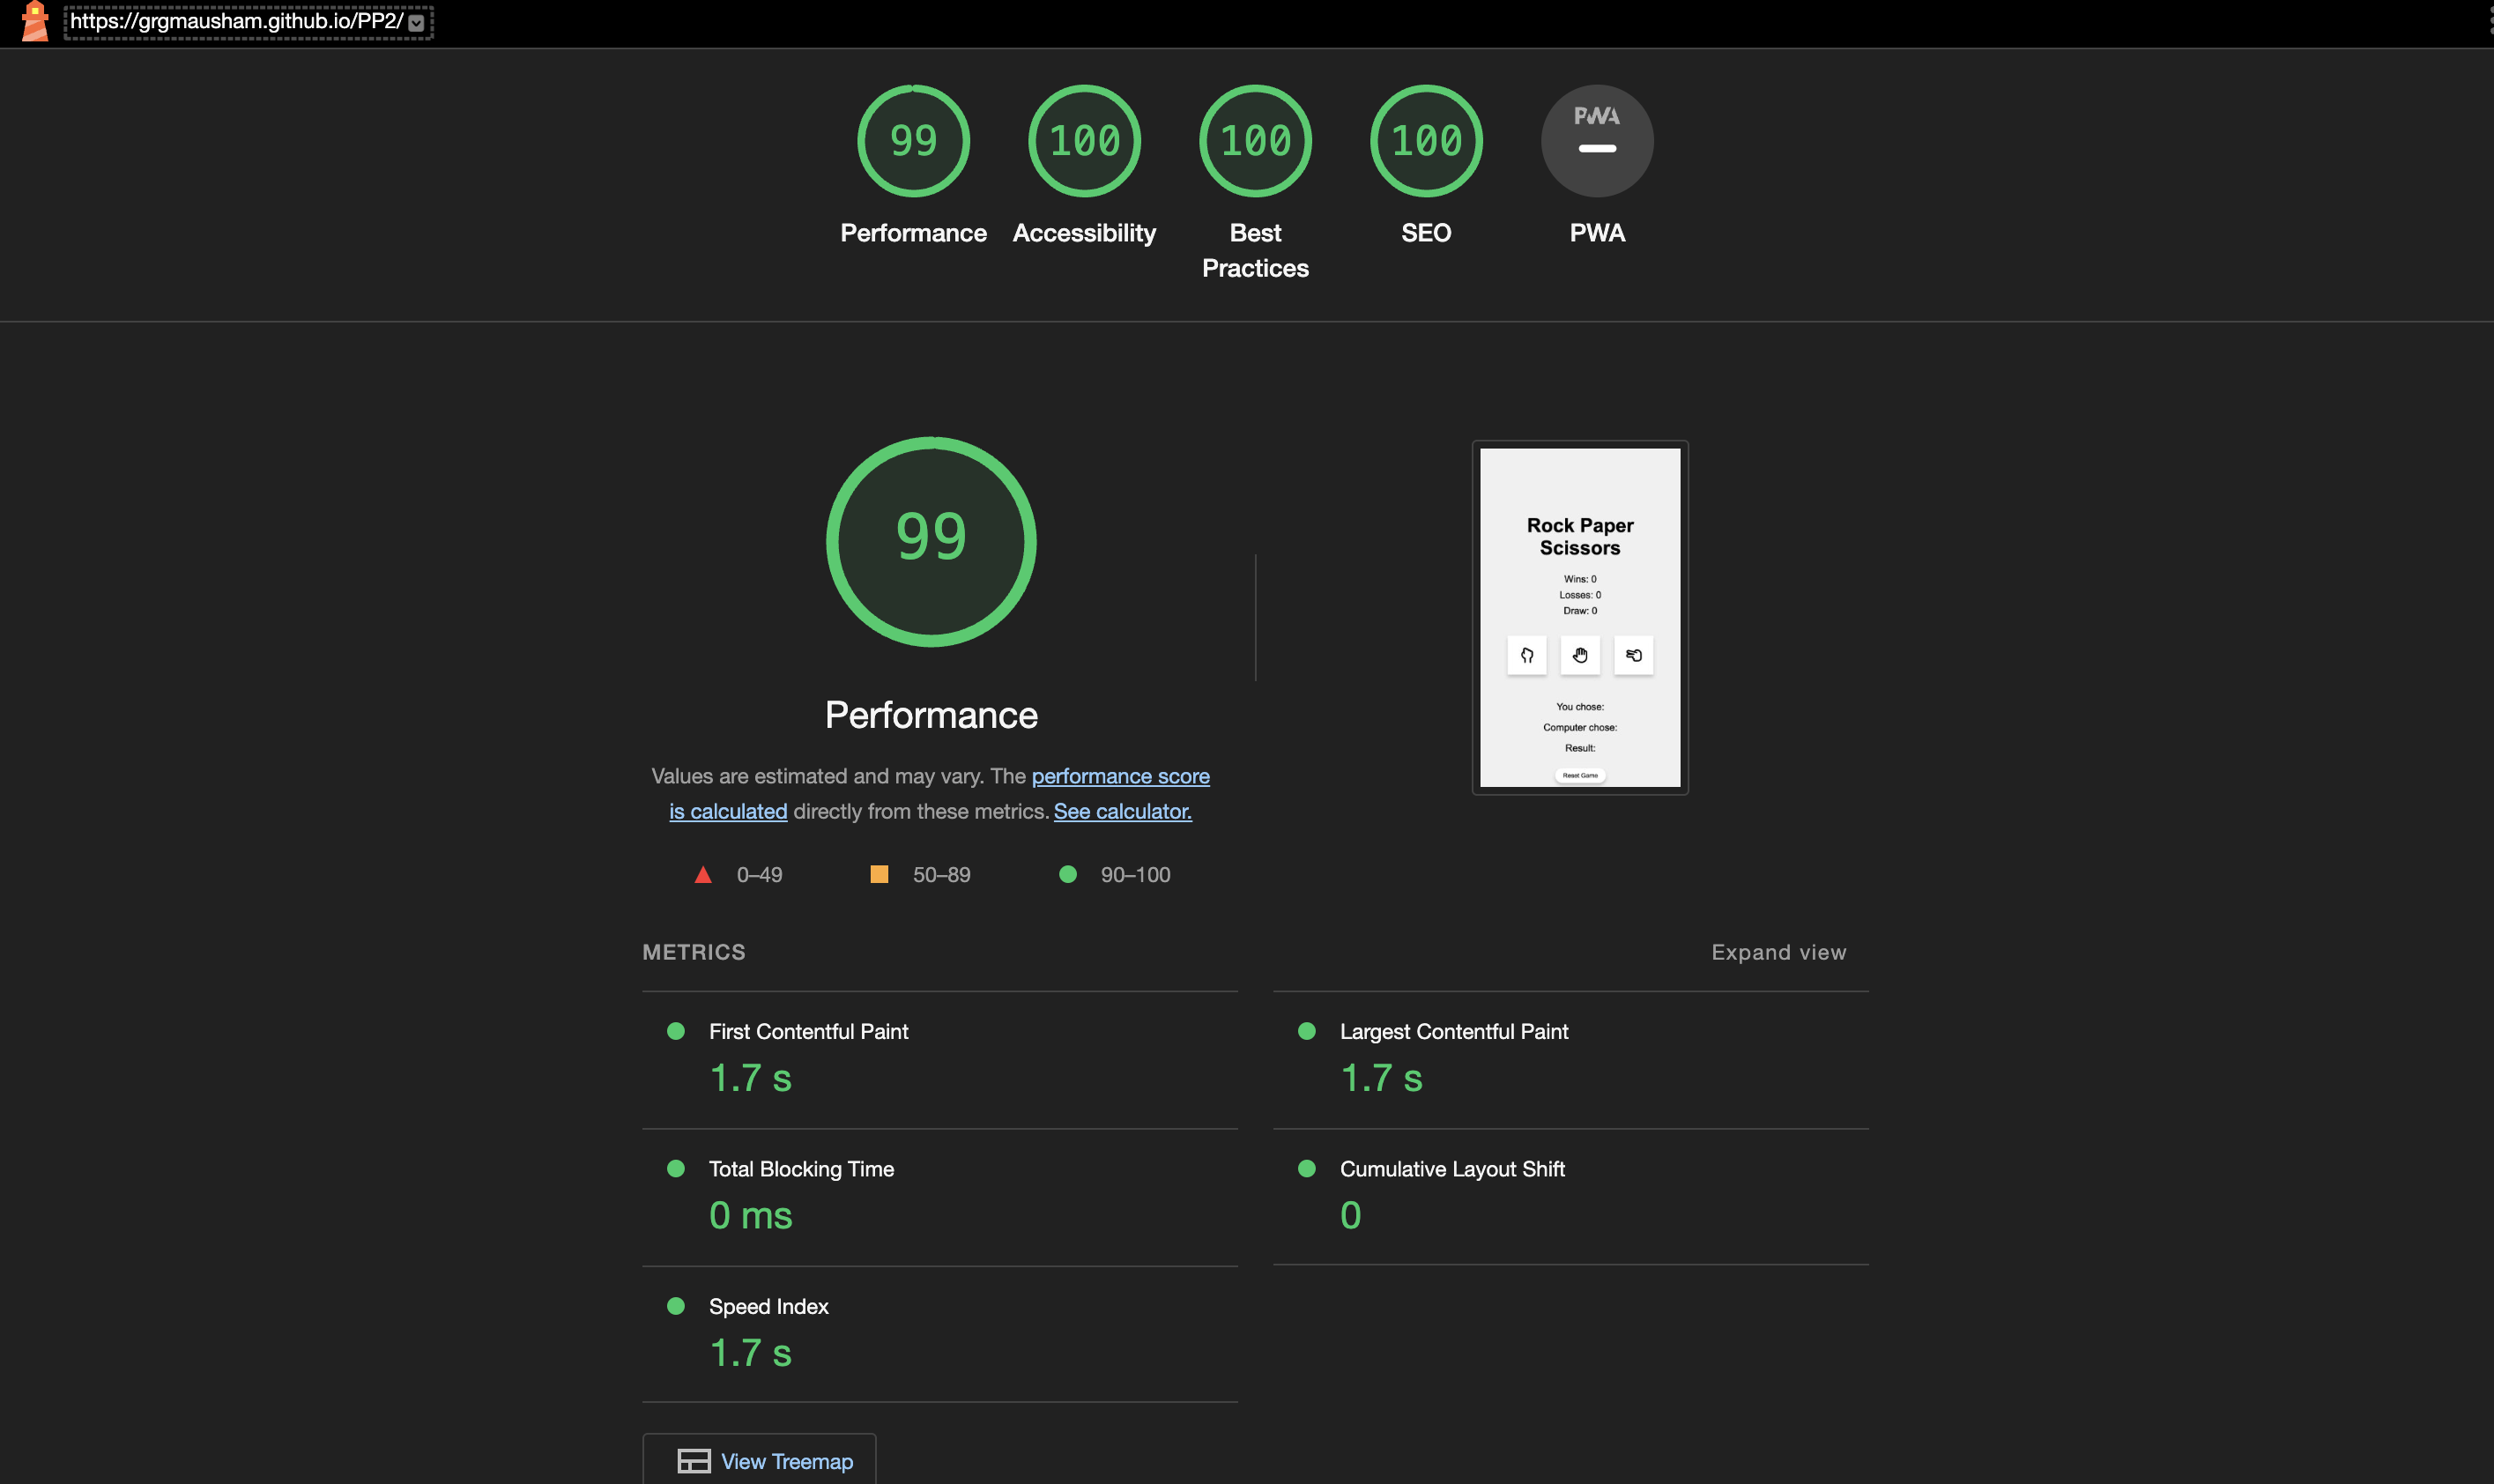 https://grgmausham.github.io/PP2/
99
100
100
100
PWA
Performance
Accessibility
Best
Practices
SEO
PWA
99
Performance
Values are estimated and may vary. The performance score
is calculated directly from these metrics. See calculator.
0–49
50–89
90–100
Rock Paper
Scissors
Wins: 0
Losses: 0
Draw: 0
You chose:
Computer chose:
Result:
Reset Game
METRICS
Expand view
First Contentful Paint
1.7 s
Largest Contentful Paint
1.7 s
Total Blocking Time
0 ms
Cumulative Layout Shift
0
Speed Index
1.7 s
View Treemap